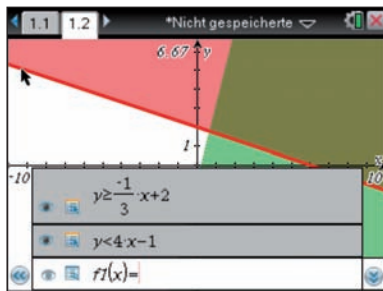 1.1 1.2 *Nicht gespeicherte
6.67 y
1
x
-10 10
y≥-1/3·x+2
y<4·x−1
f1(x)=